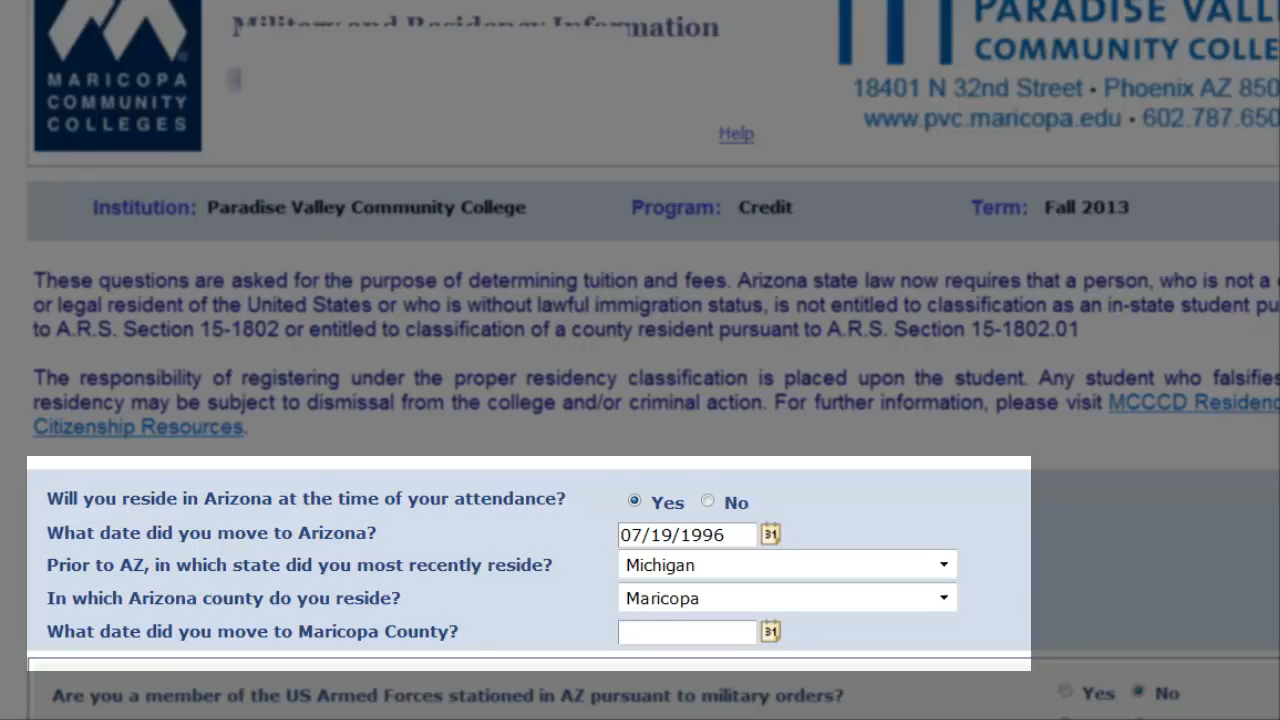 Military and Residency Information
MARICOPA
COMMUNITY
COLLEGES
PARADISE VALL
COMMUNITY COLLE
18401 N 32nd Street • Phoenix AZ 850
www.pvc.maricopa.edu • 602.787.650
Help
Institution: Paradise Valley Community College Program: Credit Term: Fall 2013
These questions are asked for the purpose of determining tuition and fees. Arizona state law now requires that a person, who is not a
or legal resident of the United States or who is without lawful immigration status, is not entitled to classification as an in-state student pu
to A.R.S. Section 15-1802 or entitled to classification of a county resident pursuant to A.R.S. Section 15-1802.01
The responsibility of registering under the proper residency classification is placed upon the student. Any student who falsifies
residency may be subject to dismissal from the college and/or criminal action. For further information, please visit MCCCD Residenc
Citizenship Resources.
Will you reside in Arizona at the time of your attendance? Yes No
What date did you move to Arizona? 07/19/1996 31
Prior to AZ, in which state did you most recently reside? Michigan
In which Arizona county do you reside? Maricopa
What date did you move to Maricopa County? 31
Are you a member of the US Armed Forces stationed in AZ pursuant to military orders? Yes No